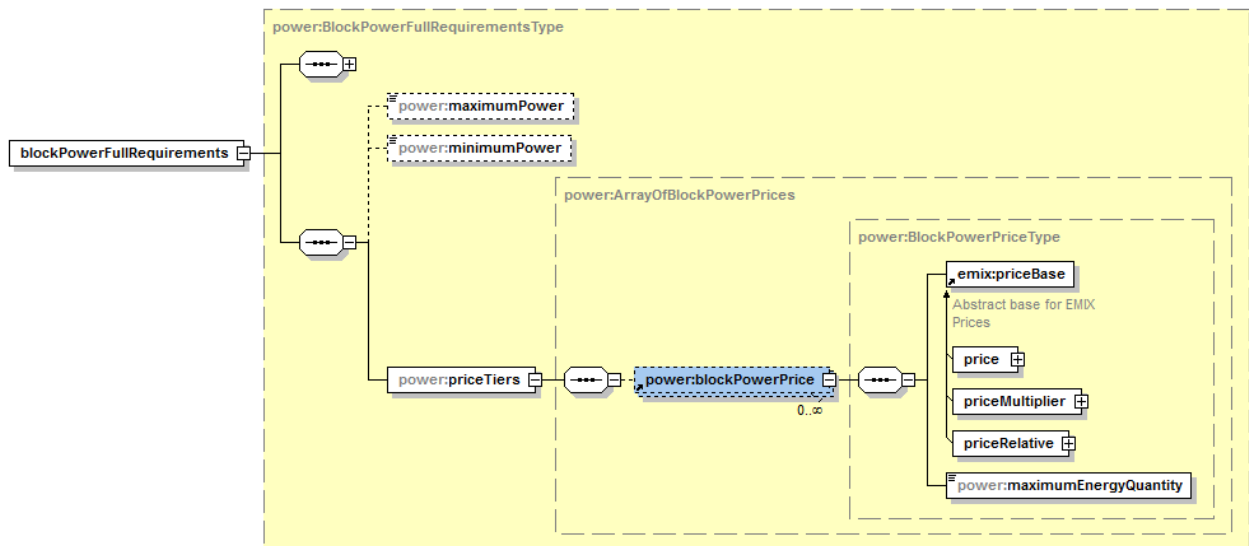 power:BlockPowerFullRequirementsType
power:maximumPower
power:minimumPower
blockPowerFullRequirements
power:ArrayOfBlockPowerPrices
power:BlockPowerPriceType
emix:priceBase
Abstract base for EMIX
Prices
price
power:priceTiers
power:blockPowerPrice
0..∞
priceMultiplier
priceRelative
power:maximumEnergyQuantity